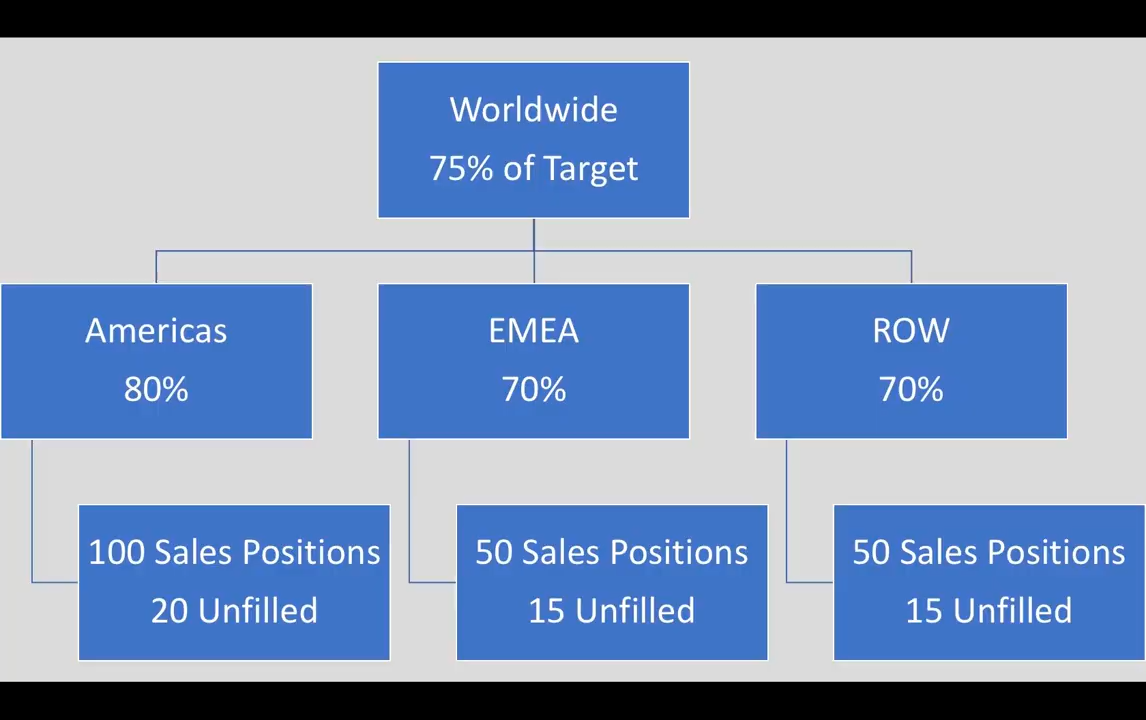 Worldwide
75% of Target
Americas
80%
EMEA
70%
ROW
70%
100 Sales Positions
20 Unfilled
50 Sales Positions
15 Unfilled
50 Sales Positions
15 Unfilled